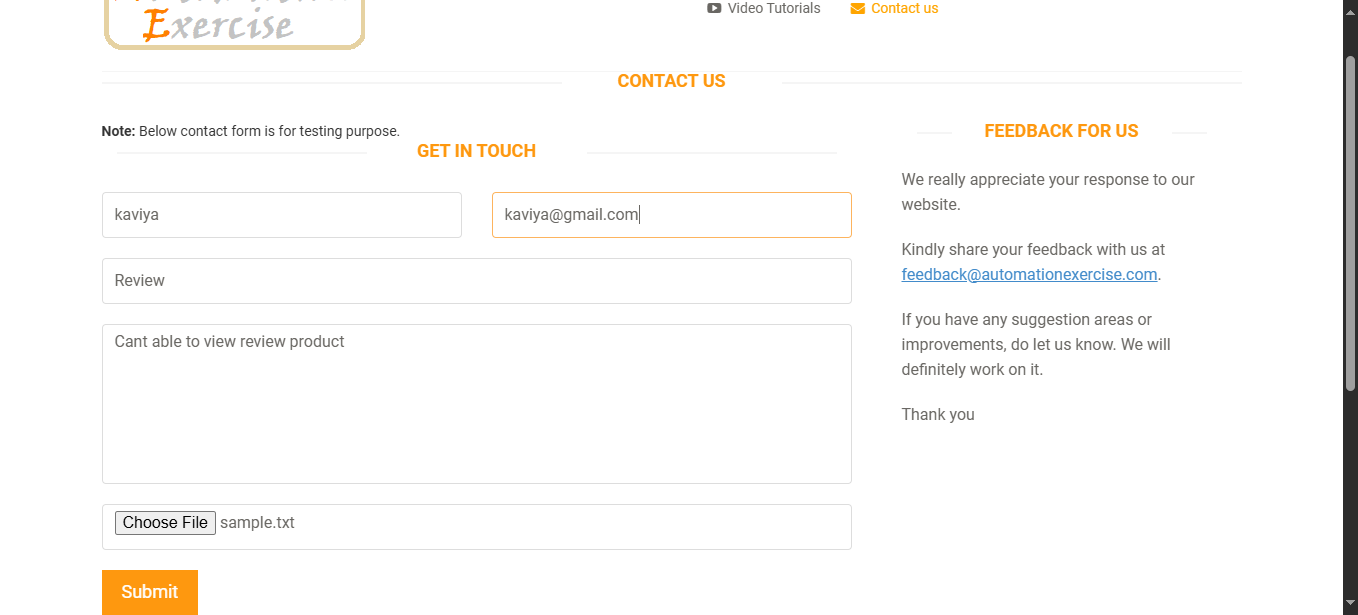 Exercise
Video Tutorials
Contact us
CONTACT US
Note: Below contact form is for testing purpose.
GET IN TOUCH
kaviya
kaviya@gmail.com
Review
Cant able to view review product
Choose File sample.txt
Submit
FEEDBACK FOR US
We really appreciate your response to our
website.
Kindly share your feedback with us at
feedback@automationexercise.com.
If you have any suggestion areas or
improvements, do let us know. We will
definitely work on it.
Thank you